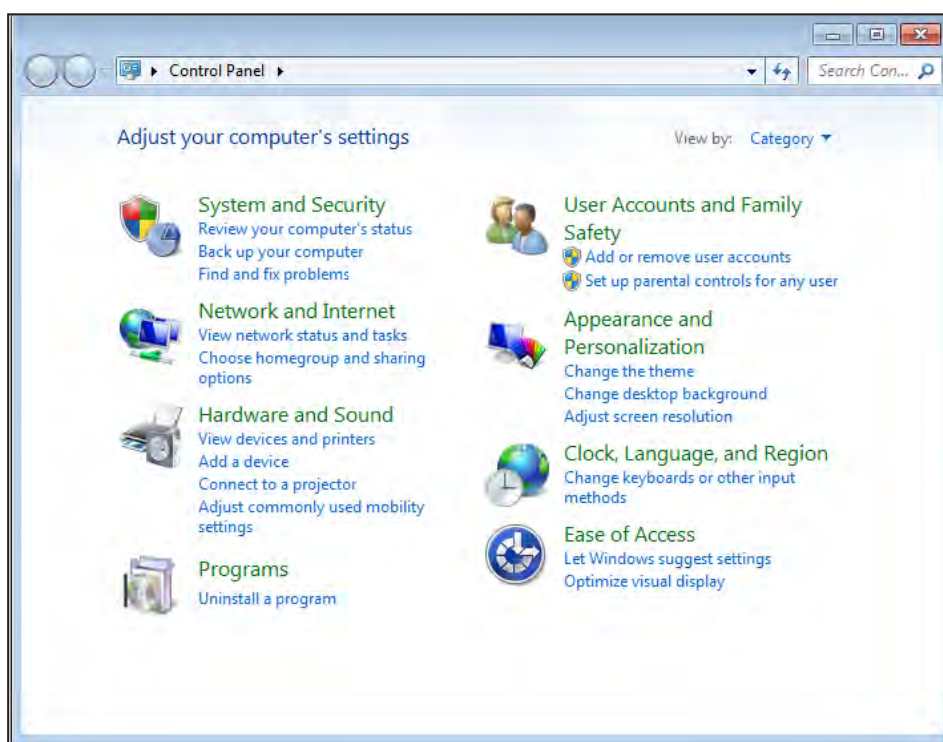 Control Panel
Search Con...
Adjust your computer's settings
View by: Category
System and Security
Review your computer's status
Back up your computer
Find and fix problems
Network and Internet
View network status and tasks
Choose homegroup and sharing
options
Hardware and Sound
View devices and printers
Add a device
Connect to a projector
Adjust commonly used mobility
settings
Programs
Uninstall a program
User Accounts and Family
Safety
Add or remove user accounts
Set up parental controls for any user
Appearance and
Personalization
Change the theme
Change desktop background
Adjust screen resolution
Clock, Language, and Region
Change keyboards or other input
methods
Ease of Access
Let Windows suggest settings
Optimize visual display